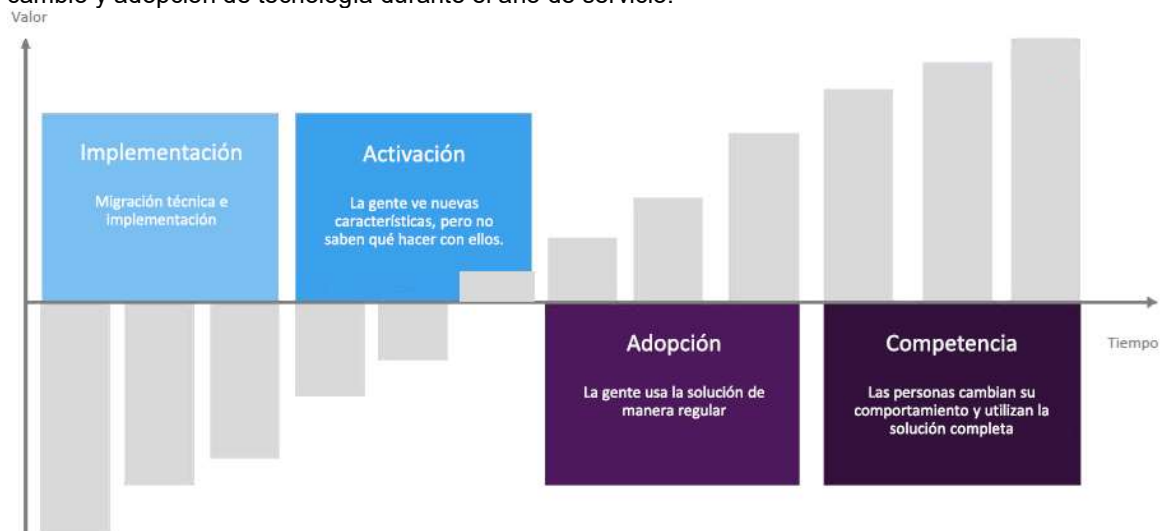 cambio y adopción de tecnología durante el año de servicio.
Valor
Implementación
Migración técnica e
implementación
Activación
La gente ve nuevas
características, pero no
saben qué hacer con ellos.
Adopción
La gente usa la solución de
manera regular
Competencia
Las personas cambian su
comportamiento y utilizan la
solución completa
Tiempo